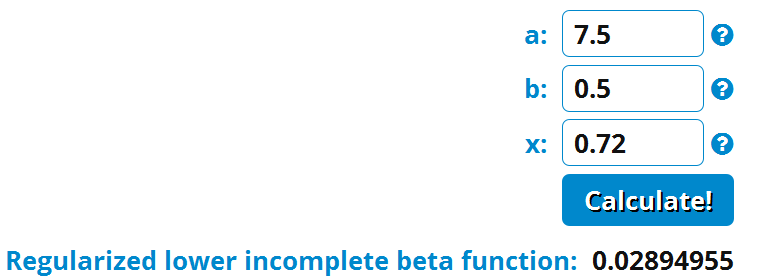 a: 7.5 ?
b: 0.5 ?
x: 0.72 ?
Calculate!
Regularized lower incomplete beta function: 0.02894955